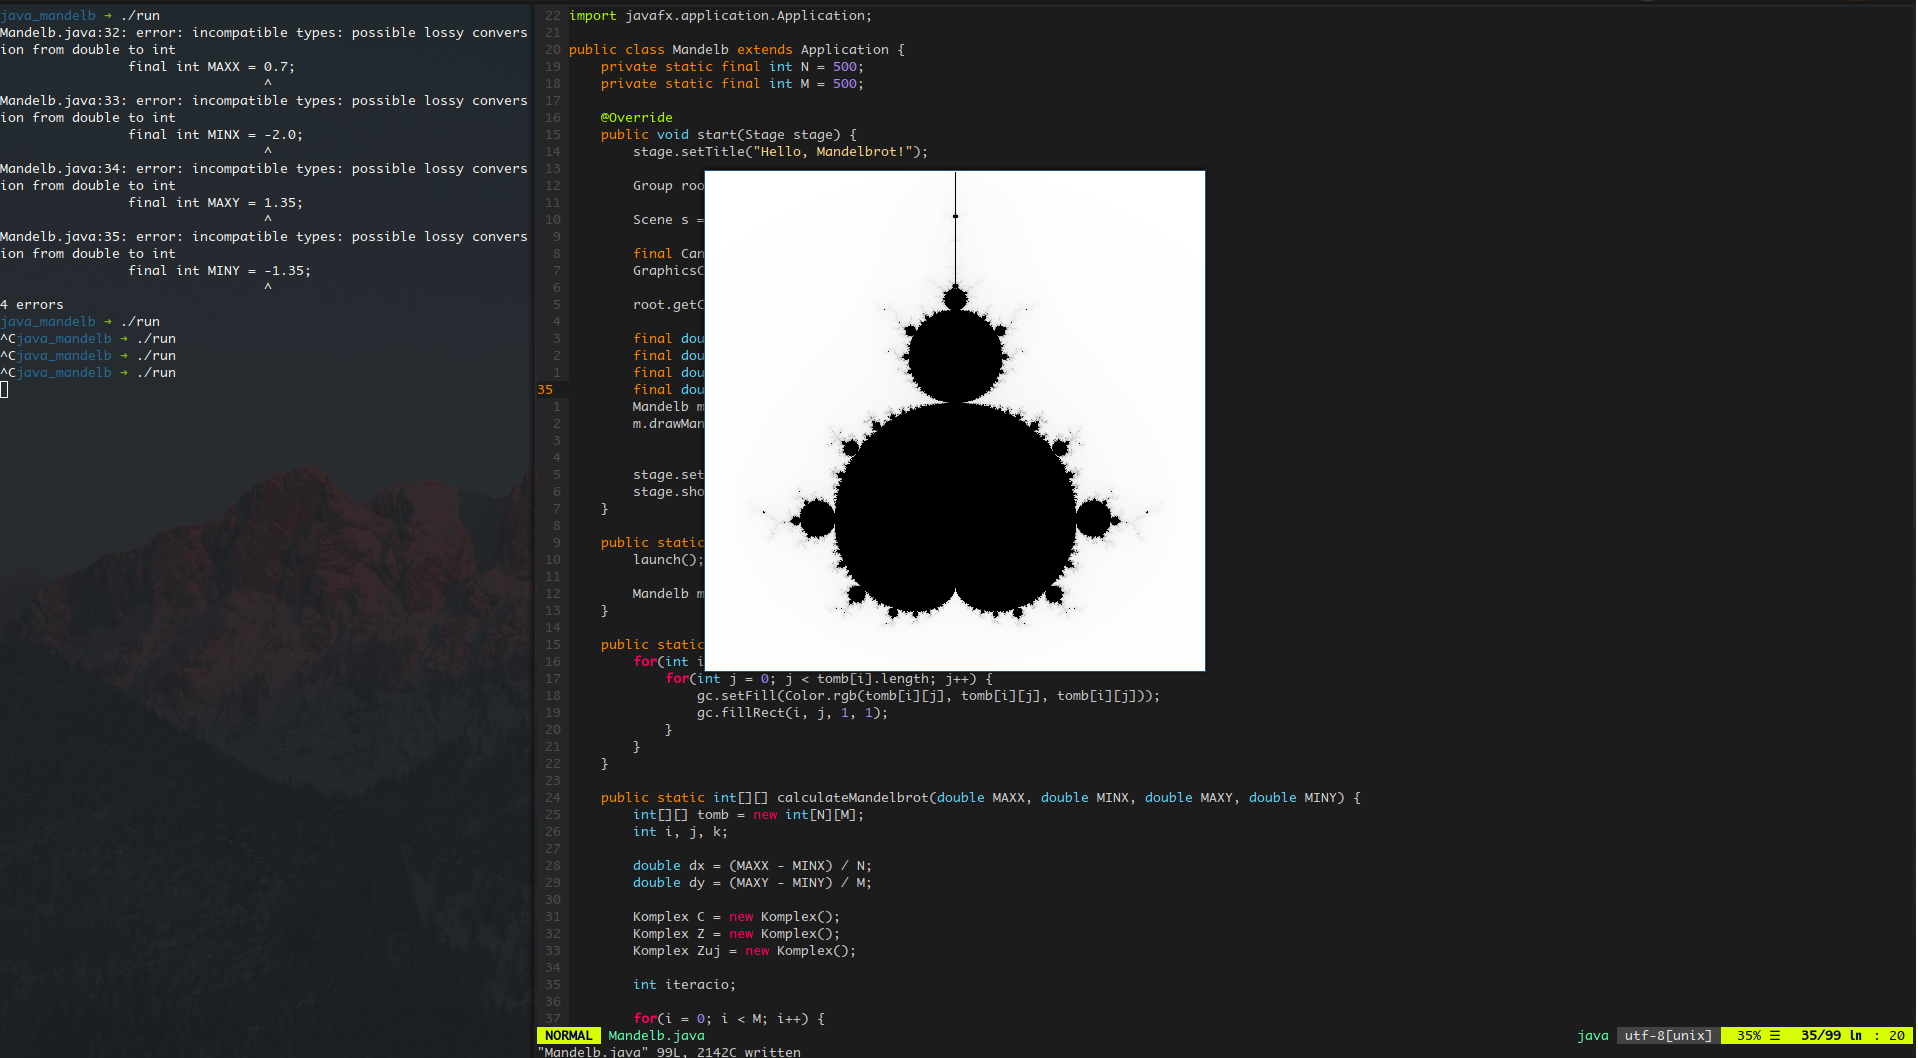 java_mandelb → ./run
Mandelb.java:32: error: incompatible types: possible lossy convers
ion from double to int
                final int MAXX = 0.7;
                                 ^
Mandelb.java:33: error: incompatible types: possible lossy convers
ion from double to int
                final int MINX = -2.0;
                                 ^
Mandelb.java:34: error: incompatible types: possible lossy convers
ion from double to int
                final int MAXY = 1.35;
                                 ^
Mandelb.java:35: error: incompatible types: possible lossy convers
ion from double to int
                final int MINY = -1.35;
                                 ^
4 errors
java_mandelb → ./run
^Cjava_mandelb → ./run
^Cjava_mandelb → ./run
^Cjava_mandelb → ./run
22 import javafx.application.Application;
21
20 public class Mandelb extends Application {
19     private static final int N = 500;
18     private static final int M = 500;
17
16     @Override
15     public void start(Stage stage) {
14         stage.setTitle("Hello, Mandelbrot!");
13
12         Group roo
11
10         Scene s =
9
8         final Can
7         GraphicsC
6
5         root.getC
4
3         final dou
2         final dou
1         final dou
35         final dou
1         Mandelb m
2         m.drawMan
3
4
5         stage.set
6         stage.sho
7     }
8
9     public static
10         launch();
11
12         Mandelb m
13     }
14
15     public static
16         for(int i
17             for(int j = 0; j < tomb[i].length; j++) {
18                 gc.setFill(Color.rgb(tomb[i][j], tomb[i][j], tomb[i][j]));
19                 gc.fillRect(i, j, 1, 1);
20             }
21         }
22     }
23
24     public static int[][] calculateMandelbrot(double MAXX, double MINX, double MAXY, double MINY) {
25         int[][] tomb = new int[N][M];
26         int i, j, k;
27
28         double dx = (MAXX - MINX) / N;
29         double dy = (MAXY - MINY) / M;
30
31         Komplex C = new Komplex();
32         Komplex Z = new Komplex();
33         Komplex Zuj = new Komplex();
34
35         int iteracio;
36
37         for(i = 0; i < M; i++) {
NORMAL Mandelb.java java utf-8[unix] 35% ☰ 35/99 ln : 20
"Mandelb.java" 99L, 2142C written